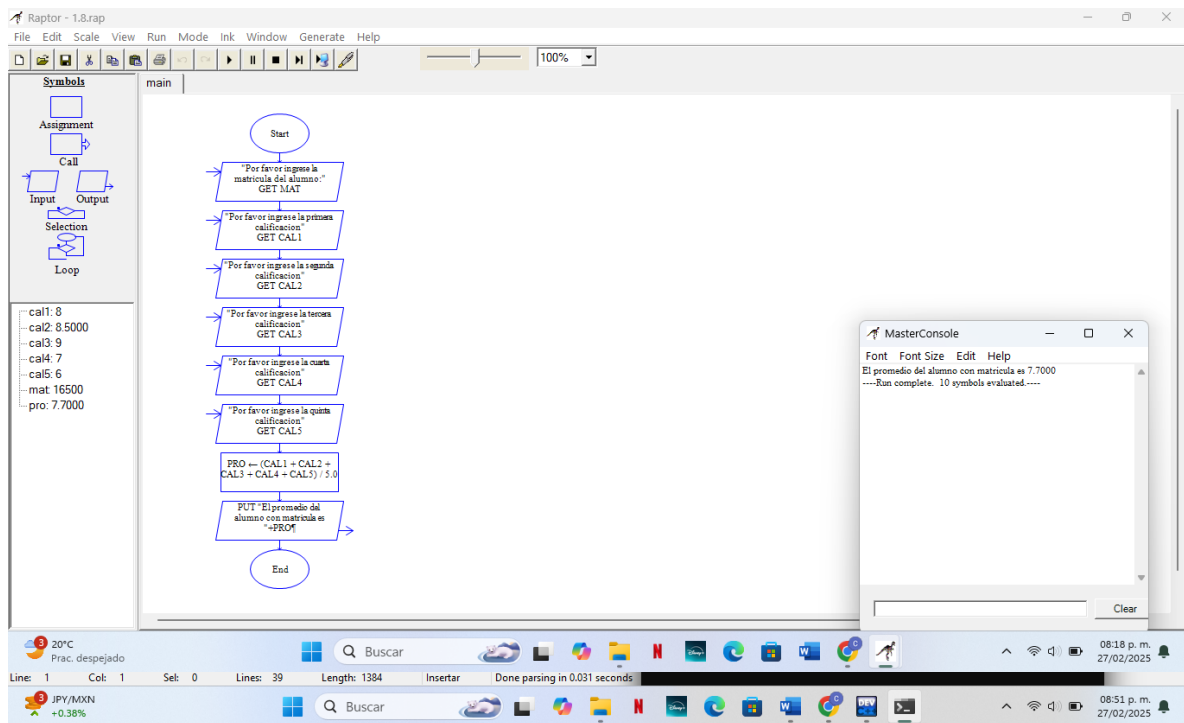 Raptor - 1.8.rap
File Edit Scale View Run Mode Ink Window Generate Help
100%
Symbols
Assignment
Call
Input Output
Selection
Loop
main
Start
"Por favor ingrese la
matricula del alumno:"
GET MAT
"Por favor ingrese la primera
calificacion"
GET CAL1
"Por favor ingrese la segunda
calificacion"
GET CAL2
"Por favor ingrese la tercera
calificacion"
GET CAL3
"Por favor ingrese la cuarta
calificacion"
GET CAL4
"Por favor ingrese la quinta
calificacion"
GET CAL5
PRO ← (CAL1 + CAL2 +
CAL3 + CAL4 + CAL5) / 5.0
PUT "El promedio del
alumno con matricula es
"+PRO¶
End
cal1: 8
cal2: 8.5000
cal3: 9
cal4: 7
cal5: 6
mat: 16500
pro: 7.7000
MasterConsole
Font Font Size Edit Help
El promedio del alumno con matricula es 7.7000
----Run complete. 10 symbols evaluated.----
Clear
3
20°C
Prac. despejado
Buscar
08:18 p. m.
27/02/2025
Line: 1 Col: 1 Sel: 0 Lines: 39 Length: 1384 Insertar Done parsing in 0.031 seconds
3
JPY/MXN
+0.38%
Buscar
DEV
08:51 p. m.
27/02/2025